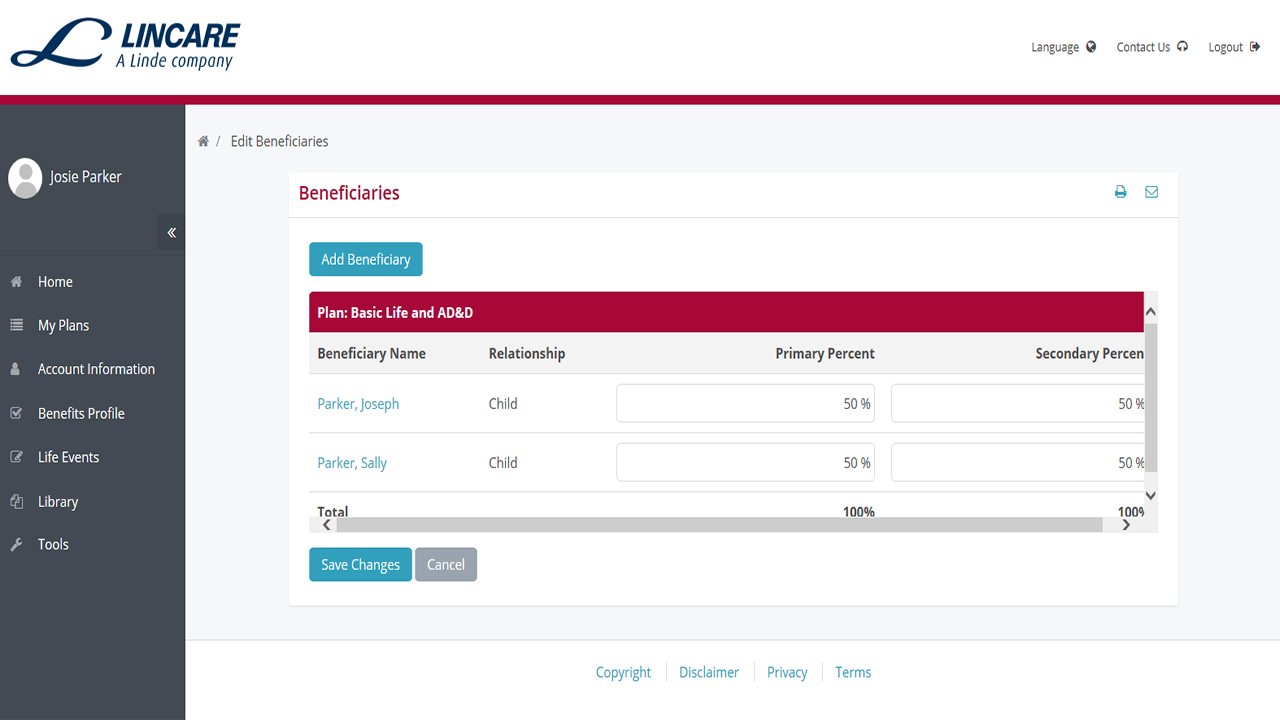 LINCARE
A Linde company
Language
Contact Us
Logout
Josie Parker
Home
My Plans
Account Information
Benefits Profile
Life Events
Library
Tools
/ Edit Beneficiaries
Beneficiaries
Add Beneficiary
Plan: Basic Life and AD&D
Beneficiary Name Relationship Primary Percent Secondary Percen
Parker, Joseph Child 50 % 50 %
Parker, Sally Child 50 % 50 %
Total 100% 100%
Save Changes Cancel
Copyright Disclaimer Privacy Terms